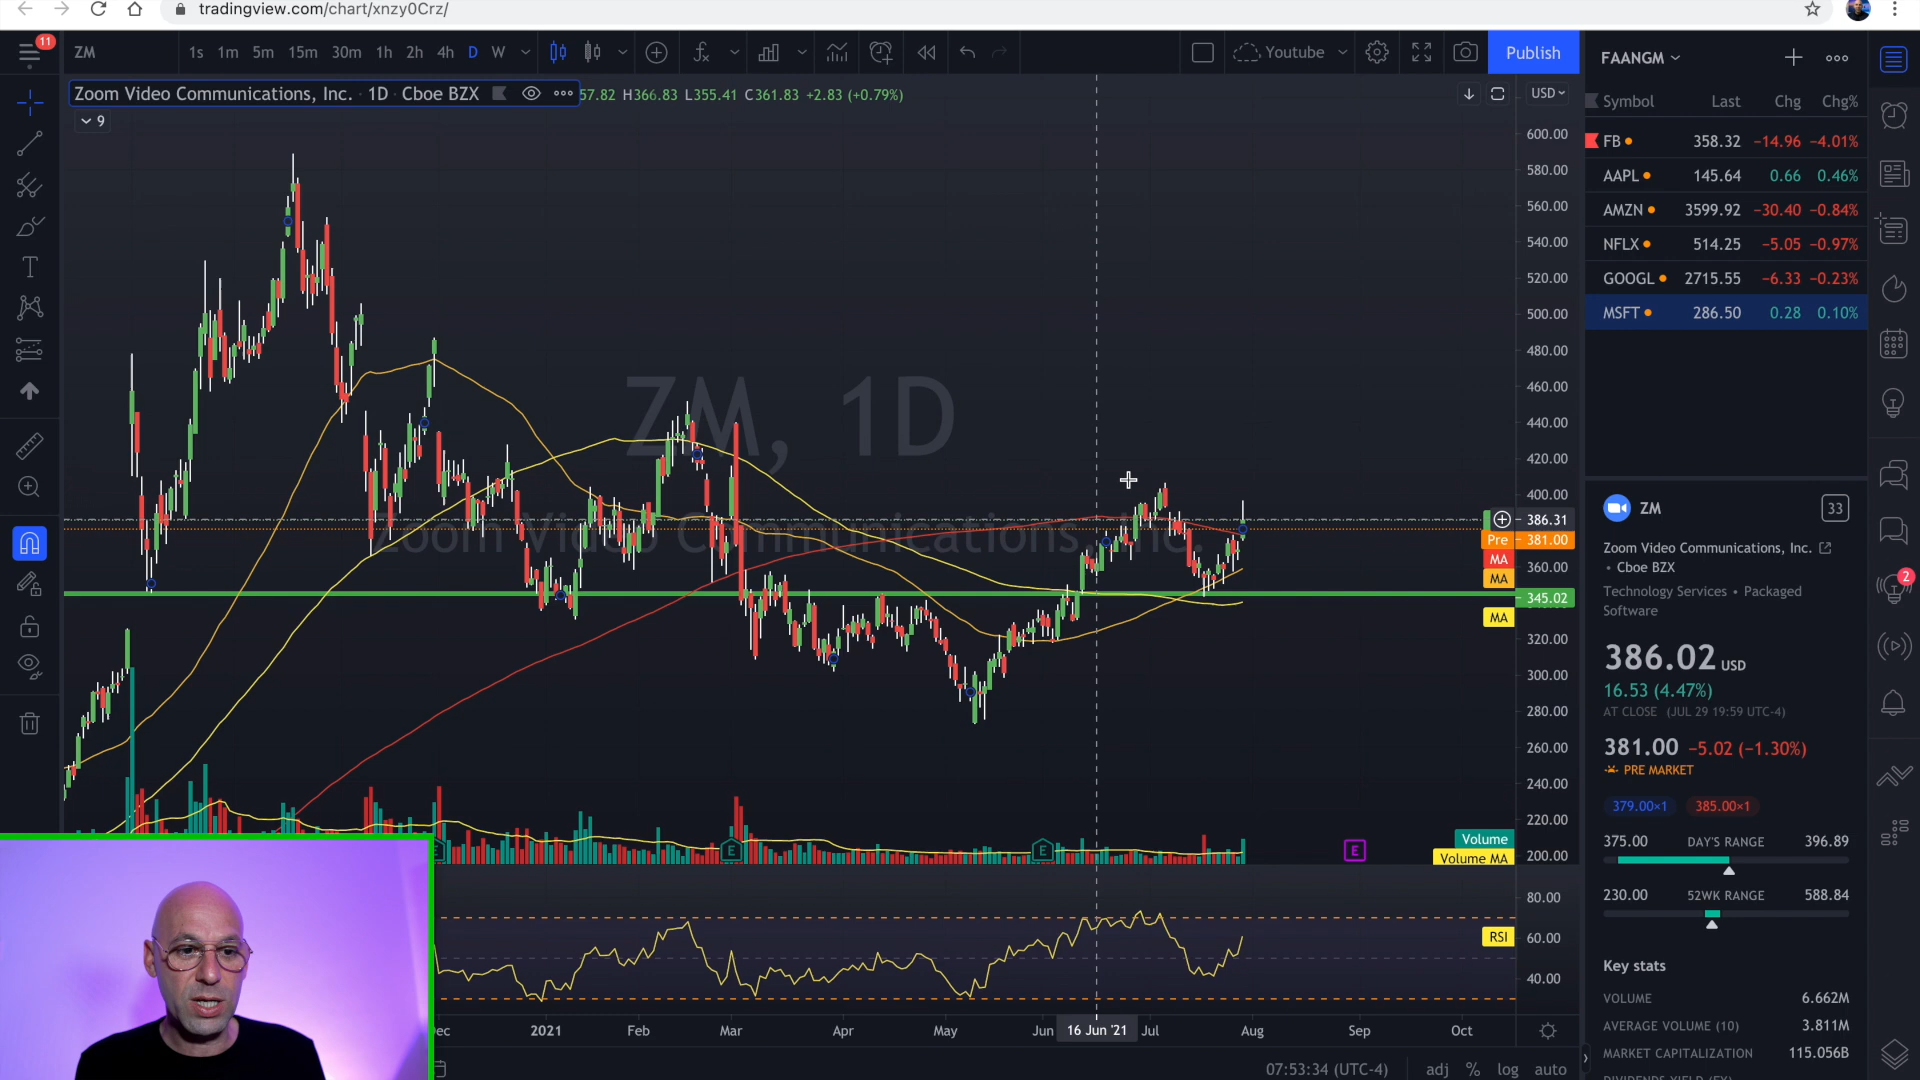 tradingview.com/chart/xnzy0Crz/
11
ZM 1s 1m 5m 15m 30m 1h 2h 4h D W Youtube Publish
Zoom Video Communications, Inc. · 1D · Cboe BZX 57.82 H366.83 L355.41 C361.83 +2.83 (+0.79%)
9
USD
600.00
580.00
560.00
540.00
520.00
500.00
480.00
460.00
440.00
420.00
400.00
386.31
Pre 381.00
MA
360.00
MA
345.02
MA
320.00
300.00
280.00
260.00
240.00
220.00
200.00
ZM, 1D
Zoom Video Communications, Inc.
E E E
Volume
Volume MA
80.00
RSI 60.00
40.00
ec 2021 Feb Mar Apr May Jun 16 Jun '21 Jul Aug Sep Oct
07:53:34 (UTC-4) adj % log auto
FAANGM
Symbol Last Chg Chg%
FB 358.32 −14.96 −4.01%
AAPL 145.64 0.66 0.46%
AMZN 3599.92 −30.40 −0.84%
NFLX 514.25 −5.05 −0.97%
GOOGL 2715.55 −6.33 −0.23%
MSFT 286.50 0.28 0.10%
ZM 33
Zoom Video Communications, Inc.
• Cboe BZX
Technology Services • Packaged
Software
386.02 USD
16.53 (4.47%)
AT CLOSE (JUL 29 19:59 UTC-4)
381.00 −5.02 (−1.30%)
PRE MARKET
379.00×1 385.00×1
375.00 DAY'S RANGE 396.89
230.00 52WK RANGE 588.84
Key stats
VOLUME 6.662M
AVERAGE VOLUME (10) 3.811M
MARKET CAPITALIZATION 115.056B
2